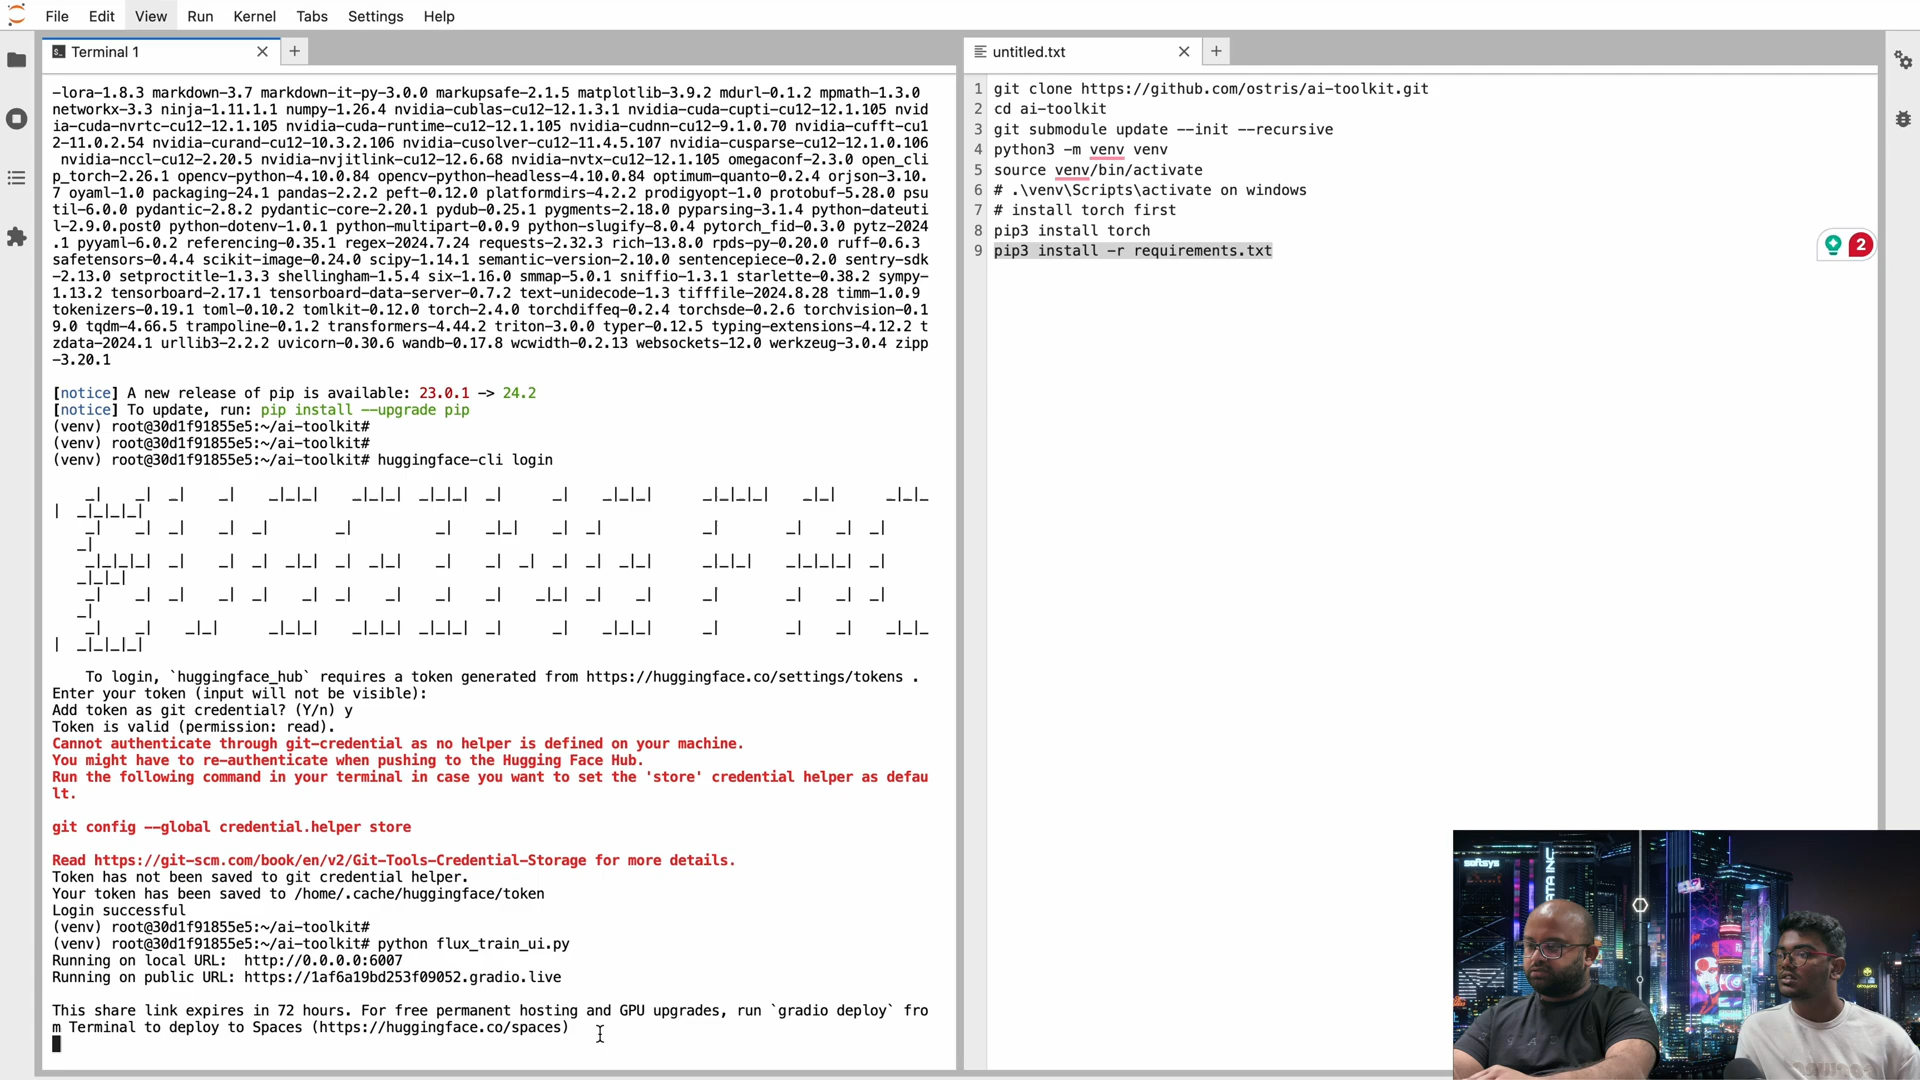 File Edit View Run Kernel Tabs Settings Help
Terminal 1
-lora-1.8.3 markdown-3.7 markdown-it-py-3.0.0 markupsafe-2.1.5 matplotlib-3.9.2 mdurl-0.1.2 mpmath-1.3.0
networkx-3.3 ninja-1.11.1.1 numpy-1.26.4 nvidia-cublas-cu12-12.1.3.1 nvidia-cuda-cupti-cu12-12.1.105 nvid
ia-cuda-nvrtc-cu12-12.1.105 nvidia-cuda-runtime-cu12-12.1.105 nvidia-cudnn-cu12-9.1.0.70 nvidia-cufft-cu1
2-11.0.2.54 nvidia-curand-cu12-10.3.2.106 nvidia-cusolver-cu12-11.4.5.107 nvidia-cusparse-cu12-12.1.0.106
nvidia-nccl-cu12-2.20.5 nvidia-nvjitlink-cu12-12.6.68 nvidia-nvtx-cu12-12.1.105 omegaconf-2.3.0 open_cli
p_torch-2.26.1 opencv-python-4.10.0.84 opencv-python-headless-4.10.0.84 optimum-quanto-0.2.4 orjson-3.10.
7 oyaml-1.0 packaging-24.1 pandas-2.2.2 peft-0.12.0 platformdirs-4.2.2 prodigyopt-1.0 protobuf-5.28.0 psu
til-6.0.0 pydantic-2.8.2 pydantic-core-2.20.1 pydub-0.25.1 pygments-2.18.0 pyparsing-3.1.4 python-dateuti
l-2.9.0.post0 python-dotenv-1.0.1 python-multipart-0.0.9 python-slugify-8.0.4 pytorch_fid-0.3.0 pytz-2024
.1 pyyaml-6.0.2 referencing-0.35.1 regex-2024.7.24 requests-2.32.3 rich-13.8.0 rpds-py-0.20.0 ruff-0.6.3
safetensors-0.4.4 scikit-image-0.24.0 scipy-1.14.1 semantic-version-2.10.0 sentencepiece-0.2.0 sentry-sdk
-2.13.0 setproctitle-1.3.3 shellingham-1.5.4 six-1.16.0 smmap-5.0.1 sniffio-1.3.1 starlette-0.38.2 sympy-
1.13.2 tensorboard-2.17.1 tensorboard-data-server-0.7.2 text-unidecode-1.3 tifffile-2024.8.28 timm-1.0.9
tokenizers-0.19.1 toml-0.10.2 tomlkit-0.12.0 torch-2.4.0 torchdiffeq-0.2.4 torchsde-0.2.6 torchvision-0.1
9.0 tqdm-4.66.5 trampoline-0.1.2 transformers-4.44.2 triton-3.0.0 typer-0.12.5 typing-extensions-4.12.2 t
zdata-2024.1 urllib3-2.2.2 uvicorn-0.30.6 wandb-0.17.8 wcwidth-0.2.13 websockets-12.0 werkzeug-3.0.4 zipp
-3.20.1
[notice] A new release of pip is available: 23.0.1 -> 24.2
[notice] To update, run: pip install --upgrade pip
(venv) root@30d1f91855e5:~/ai-toolkit#
(venv) root@30d1f91855e5:~/ai-toolkit#
(venv) root@30d1f91855e5:~/ai-toolkit# huggingface-cli login
To login, `huggingface_hub` requires a token generated from https://huggingface.co/settings/tokens .
Enter your token (input will not be visible):
Add token as git credential? (Y/n) y
Token is valid (permission: read).
Cannot authenticate through git-credential as no helper is defined on your machine.
You might have to re-authenticate when pushing to the Hugging Face Hub.
Run the following command in your terminal in case you want to set the 'store' credential helper as defau
lt.
git config --global credential.helper store
Read https://git-scm.com/book/en/v2/Git-Tools-Credential-Storage for more details.
Token has not been saved to git credential helper.
Your token has been saved to /home/.cache/huggingface/token
Login successful
(venv) root@30d1f91855e5:~/ai-toolkit#
(venv) root@30d1f91855e5:~/ai-toolkit# python flux_train_ui.py
Running on local URL:  http://0.0.0.0:6007
Running on public URL: https://1af6a19bd253f09052.gradio.live
This share link expires in 72 hours. For free permanent hosting and GPU upgrades, run `gradio deploy` fro
m Terminal to deploy to Spaces (https://huggingface.co/spaces)
untitled.txt
1 git clone https://github.com/ostris/ai-toolkit.git
2 cd ai-toolkit
3 git submodule update --init --recursive
4 python3 -m venv venv
5 source venv/bin/activate
6 # .\venv\Scripts\activate on windows
7 # install torch first
8 pip3 install torch
9 pip3 install -r requirements.txt
2
softsys
DATA INC.